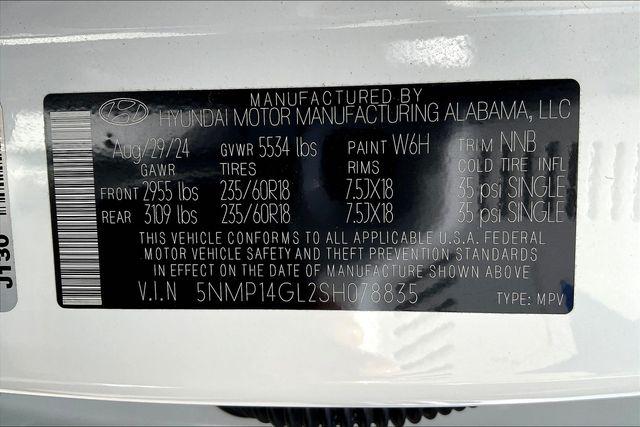 MANUFACTURED BY
HYUNDAI MOTOR MANUFACTURING ALABAMA, LLC
Aug/29/24 GVWR 5534 lbs PAINT W6H TRIM NNB
GAWR TIRES RIMS COLD TIRE INFL
FRONT 2955 lbs 235/60R18 7.5JX18 35 psi SINGLE
REAR 3109 lbs 235/60R18 7.5JX18 35 psi SINGLE
THIS VEHICLE CONFORMS TO ALL APPLICABLE U.S.A. FEDERAL
MOTOR VEHICLE SAFETY AND THEFT PREVENTION STANDARDS
IN EFFECT ON THE DATE OF MANUFACTURE SHOWN ABOVE
V.I.N 5NMP14GL2SH078835 TYPE: MPV
J130